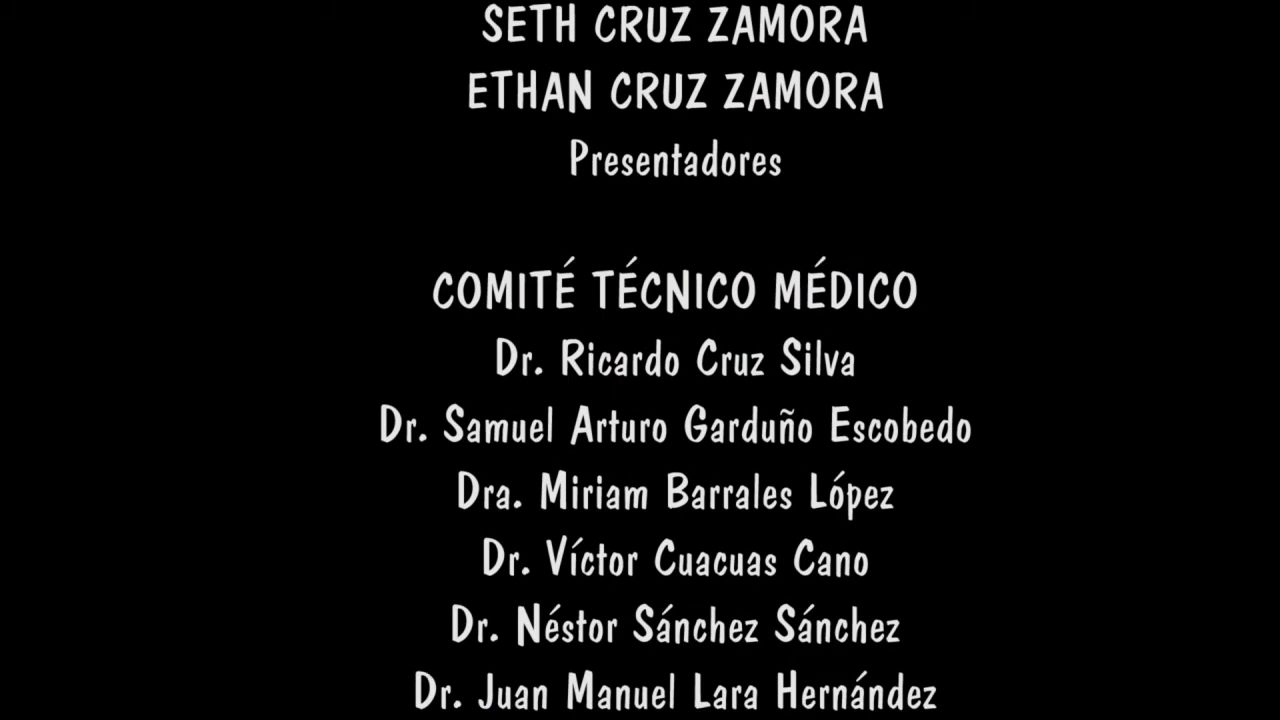 SETH CRUZ ZAMORA
ETHAN CRUZ ZAMORA
Presentadores
COMITÉ TÉCNICO MÉDICO
Dr. Ricardo Cruz Silva
Dr. Samuel Arturo Garduño Escobedo
Dra. Miriam Barrales López
Dr. Víctor Cuacuas Cano
Dr. Néstor Sánchez Sánchez
Dr. Juan Manuel Lara Hernández